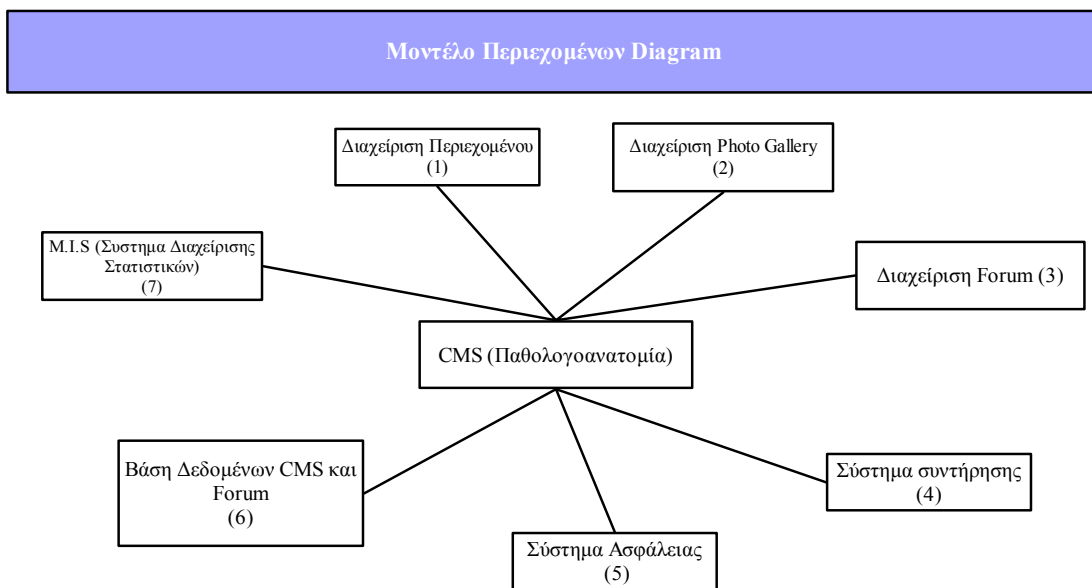 Μοντέλο Περιεχομένων Diagram
Διαχείριση Περιεχομένου
(1)
Διαχείριση Photo Gallery
(2)
M.I.S (Συστημα Διαχείρισης
Στατιστικών)
(7)
Διαχείριση Forum (3)
CMS (Παθολογοανατομία)
Βάση Δεδομένων CMS και
Forum
(6)
Σύστημα συντήρησης
(4)
Σύστημα Ασφάλειας
(5)